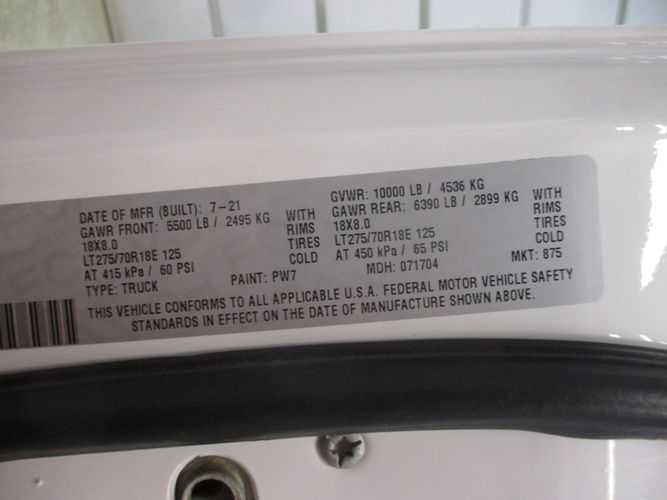 DATE OF MFR (BUILT): 7-21 GVWR: 10000 LB / 4536 KG
GAWR FRONT: 5500 LB / 2495 KG WITH GAWR REAR: 6390 LB / 2899 KG WITH
18X8.0 RIMS 18X8.0 RIMS
LT275/70R18E 125 TIRES LT275/70R18E 125 TIRES
AT 415 kPa / 60 PSI COLD AT 450 kPa / 65 PSI COLD
TYPE: TRUCK PAINT: PW7 MDH: 071704 MKT: 875
THIS VEHICLE CONFORMS TO ALL APPLICABLE U.S.A. FEDERAL MOTOR VEHICLE SAFETY
STANDARDS IN EFFECT ON THE DATE OF MANUFACTURE SHOWN ABOVE.